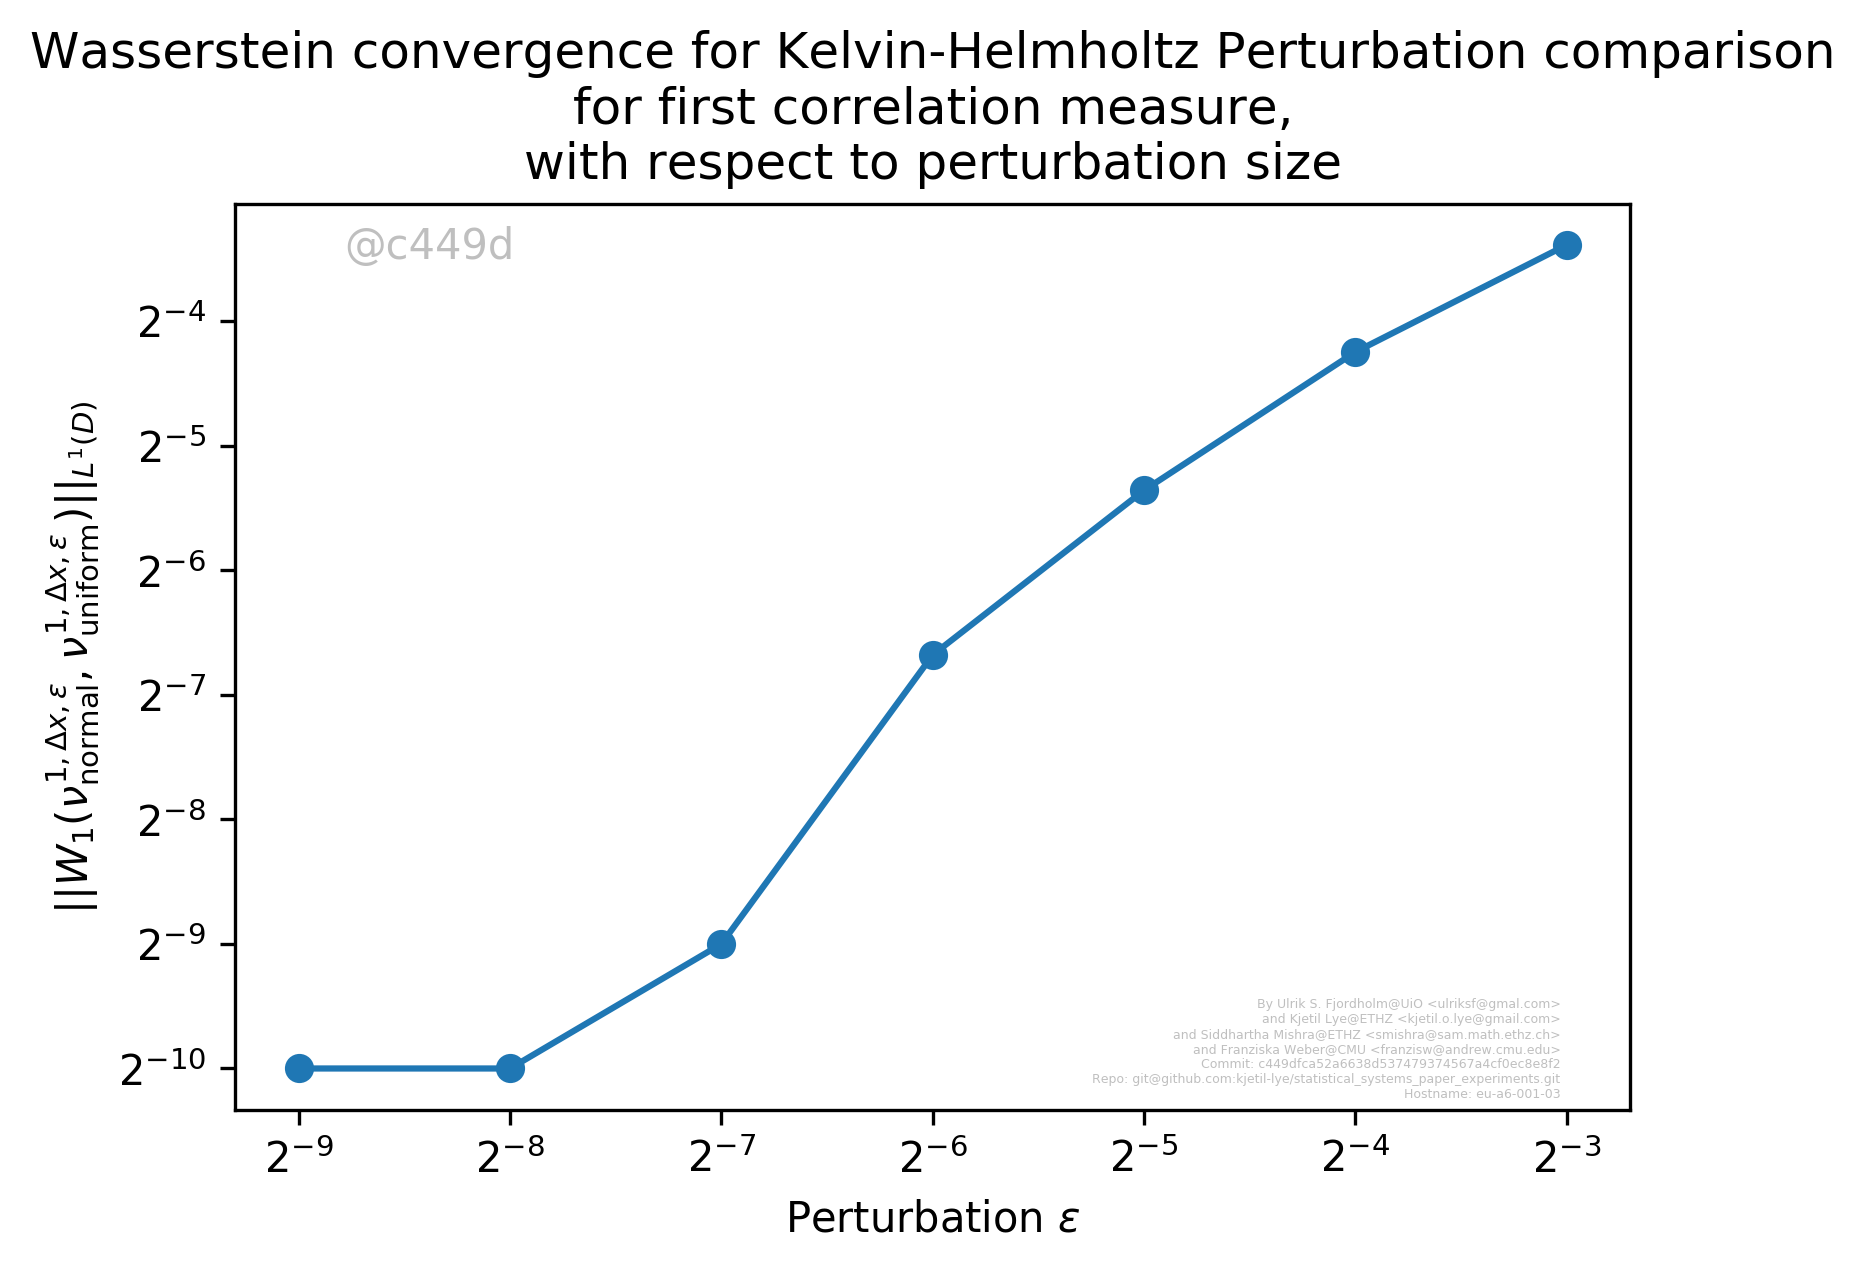 Wasserstein convergence for Kelvin-Helmholtz Perturbation comparison
for first correlation measure,
with respect to perturbation size
@c449d
2⁻⁴
2⁻⁵
2⁻⁶
2⁻⁷
2⁻⁸
2⁻⁹
2⁻¹⁰
||W₁(ν^{1,Δx,ε}_{normal}, ν^{1,Δx,ε}_{uniform})||_{L¹(D)}
By Ulrik S. Fjordholm@UiO <ulriksf@gmal.com>
and Kjetil Lye@ETHZ <kjetil.o.lye@gmail.com>
and Siddhartha Mishra@ETHZ <smishra@sam.math.ethz.ch>
and Franziska Weber@CMU <franzisw@andrew.cmu.edu>
Commit: c449dfca52a6638d537479374567a4cf0ec8e8f2
Repo: git@github.com:kjetil-lye/statistical_systems_paper_experiments.git
Hostname: eu-a6-001-03
2⁻⁹ 2⁻⁸ 2⁻⁷ 2⁻⁶ 2⁻⁵ 2⁻⁴ 2⁻³
Perturbation ε